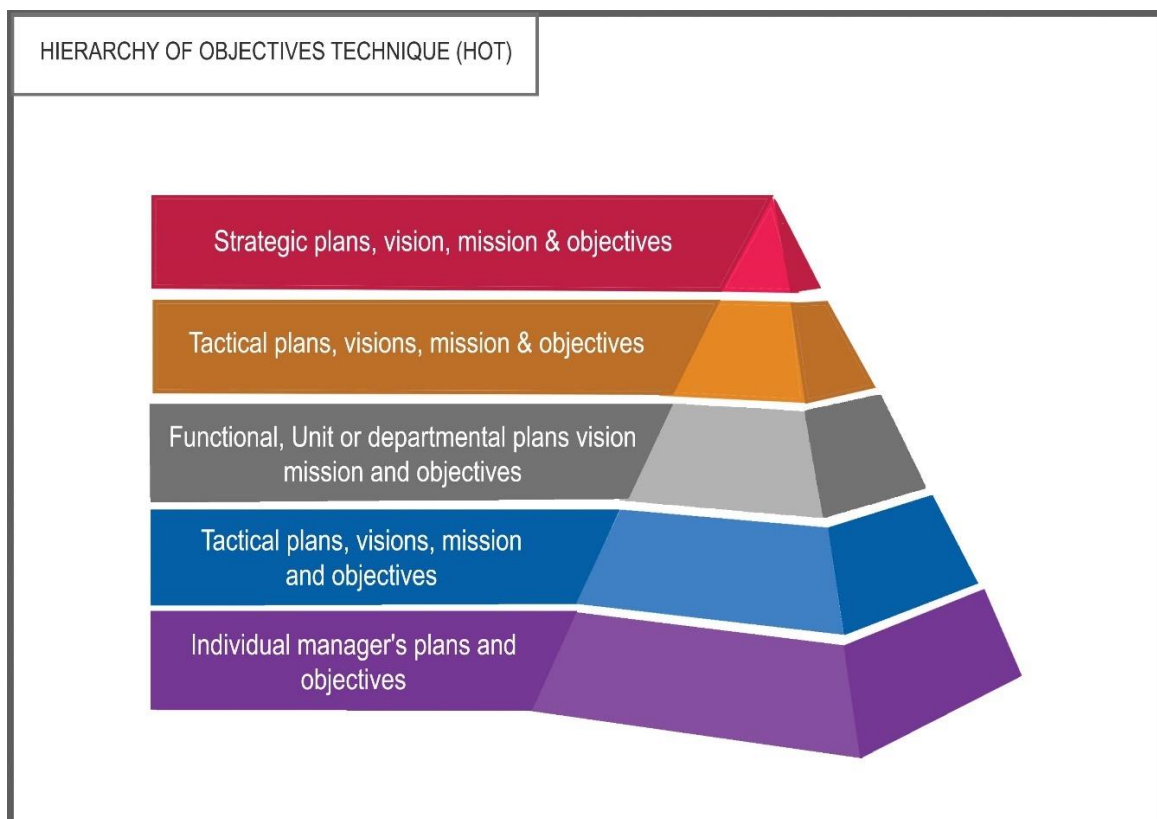 HIERARCHY OF OBJECTIVES TECHNIQUE (HOT)
Strategic plans, vision, mission & objectives
Tactical plans, visions, mission & objectives
Functional, Unit or departmental plans vision
mission and objectives
Tactical plans, visions, mission
and objectives
Individual manager's plans and
objectives